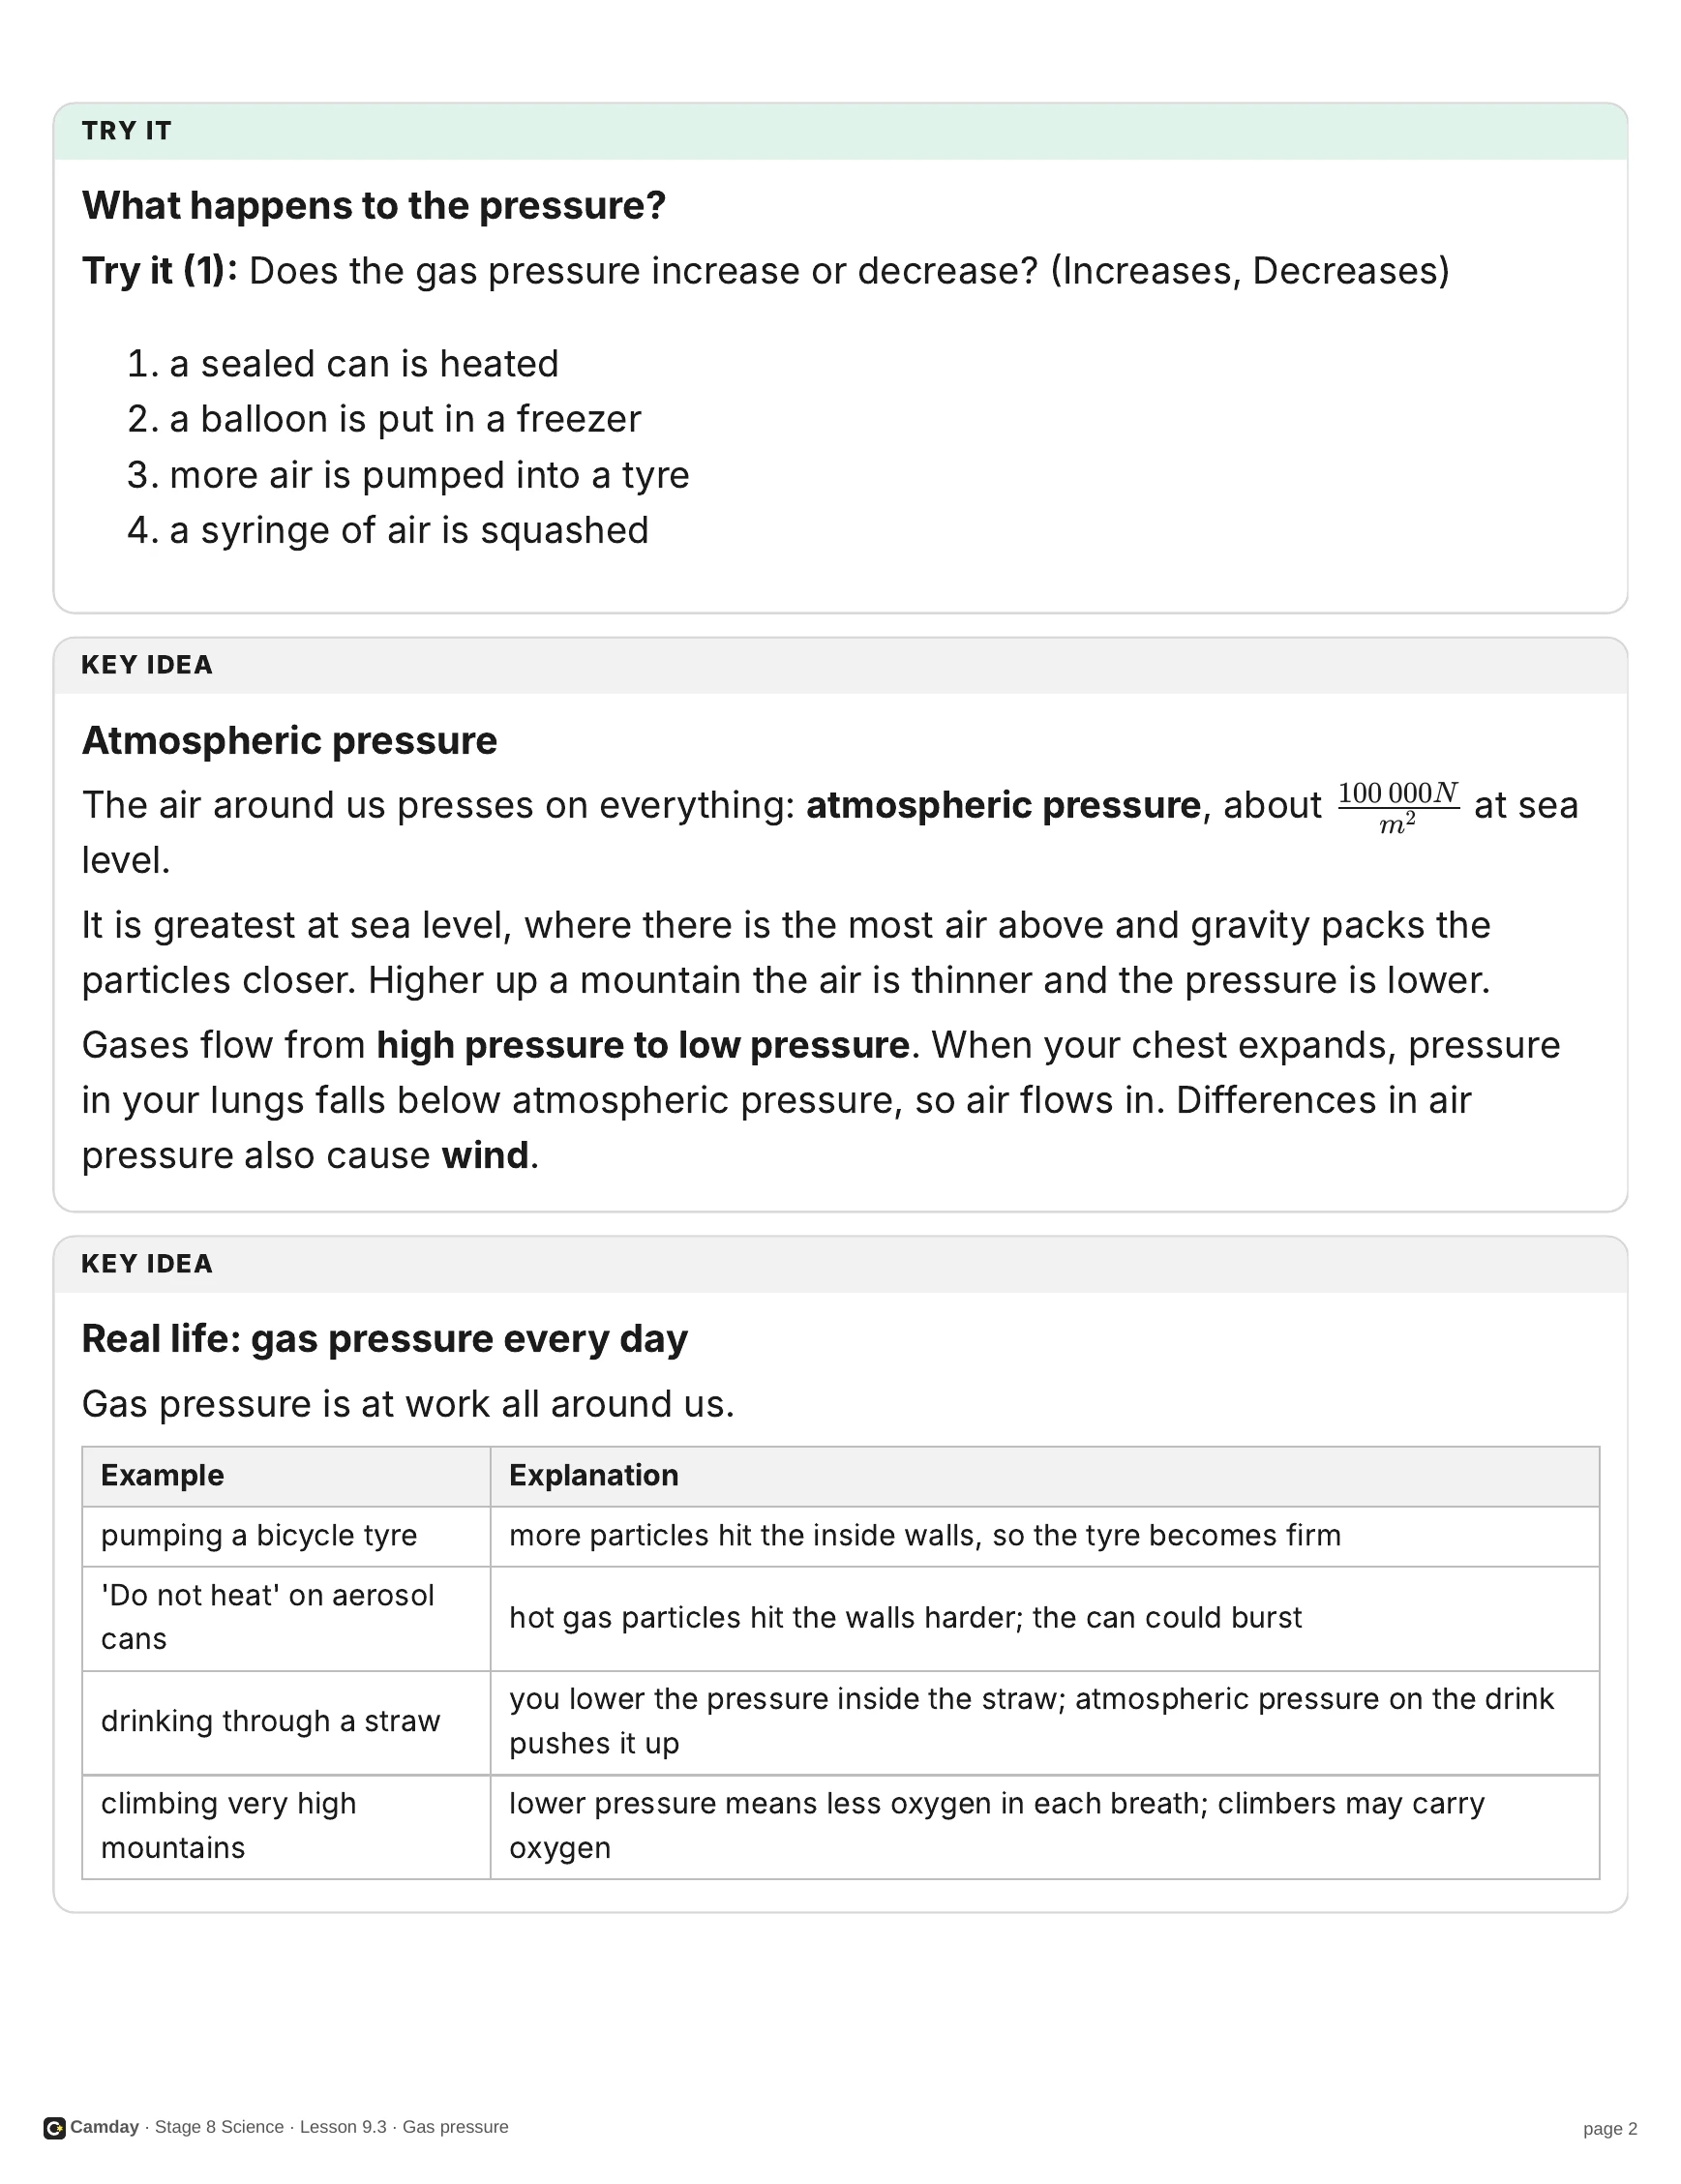 TRY IT
What happens to the pressure?
Try it (1): Does the gas pressure increase or decrease? (Increases, Decreases)
1. a sealed can is heated
2. a balloon is put in a freezer
3. more air is pumped into a tyre
4. a syringe of air is squashed
KEY IDEA
Atmospheric pressure
The air around us presses on everything: atmospheric pressure, about $\frac{100\,000N}{m^2}$ at sea
level.
It is greatest at sea level, where there is the most air above and gravity packs the
particles closer. Higher up a mountain the air is thinner and the pressure is lower.
Gases flow from high pressure to low pressure. When your chest expands, pressure
in your lungs falls below atmospheric pressure, so air flows in. Differences in air
pressure also cause wind.
KEY IDEA
Real life: gas pressure every day
Gas pressure is at work all around us.
Example Explanation
pumping a bicycle tyre more particles hit the inside walls, so the tyre becomes firm
'Do not heat' on aerosol
cans
hot gas particles hit the walls harder; the can could burst
drinking through a straw
you lower the pressure inside the straw; atmospheric pressure on the drink
pushes it up
climbing very high
mountains
lower pressure means less oxygen in each breath; climbers may carry
oxygen
Camday · Stage 8 Science · Lesson 9.3 · Gas pressure
page 2